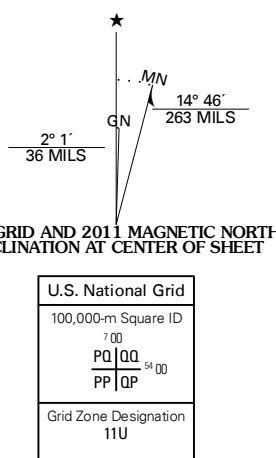 ★
MN
GN
14° 46´
263 MILS
2° 1´
36 MILS
GRID AND 2011 MAGNETIC NORTH
CLINATION AT CENTER OF SHEET
U.S. National Grid
100,000-m Square ID
7 00
PQ QQ 54 00
PP QP
Grid Zone Designation
11U